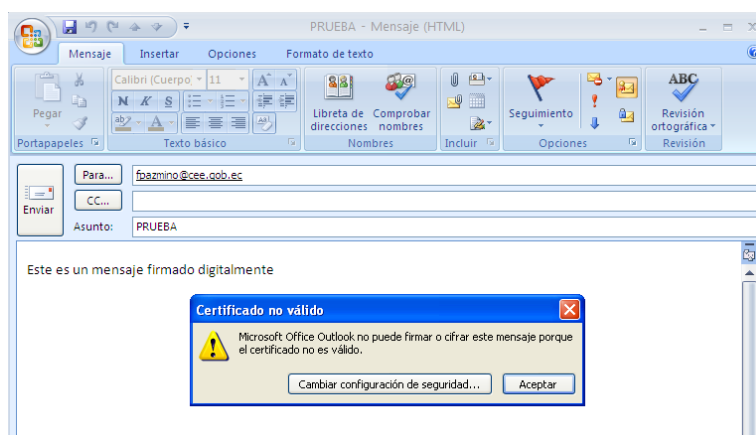 PRUEBA - Mensaje (HTML)
Mensaje Insertar Opciones Formato de texto
Pegar
Portapapeles
Calibri (Cuerpo) 11 A A
N K S
ab A
Texto básico
Libreta de direcciones
Comprobar nombres
Nombres
Incluir
Seguimiento
Opciones
ABC
Revisión ortográfica
Revisión
Enviar
Para... fpazmino@cee.gob.ec
CC...
Asunto: PRUEBA
Este es un mensaje firmado digitalmente
Certificado no válido
Microsoft Office Outlook no puede firmar o cifrar este mensaje porque
el certificado no es válido.
Cambiar configuración de seguridad... Aceptar